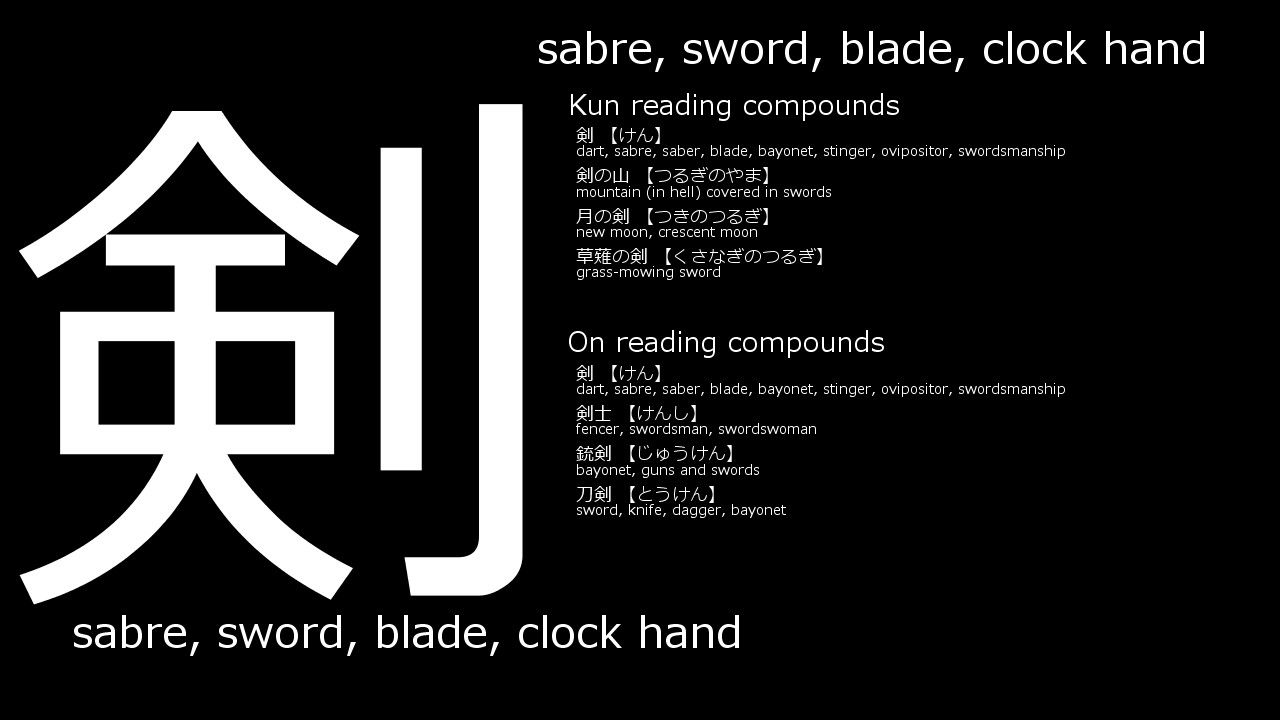 剣
sabre, sword, blade, clock hand
Kun reading compounds
剣 【けん】
dart, sabre, saber, blade, bayonet, stinger, ovipositor, swordsmanship
剣の山 【つるぎのやま】
mountain (in hell) covered in swords
月の剣 【つきのつるぎ】
new moon, crescent moon
草薙の剣 【くさなぎのつるぎ】
grass-mowing sword
On reading compounds
剣 【けん】
dart, sabre, saber, blade, bayonet, stinger, ovipositor, swordsmanship
剣士 【けんし】
fencer, swordsman, swordswoman
銃剣 【じゅうけん】
bayonet, guns and swords
刀剣 【とうけん】
sword, knife, dagger, bayonet
sabre, sword, blade, clock hand